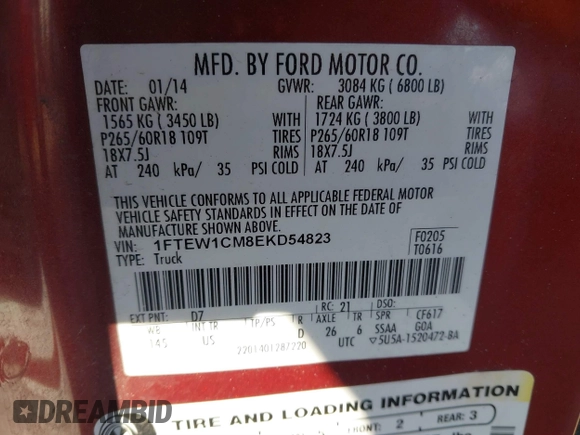 MFD. BY FORD MOTOR CO.
DATE: 01/14 GVWR: 3084 KG ( 6800 LB)
FRONT GAWR: REAR GAWR:
1565 KG ( 3450 LB) WITH 1724 KG ( 3800 LB) WITH
P265/60R18 109T TIRES P265/60R18 109T TIRES
18X7.5J RIMS 18X7.5J RIMS
AT 240 kPa/ 35 PSI COLD AT 240 kPa/ 35 PSI COLD
THIS VEHICLE CONFORMS TO ALL APPLICABLE FEDERAL MOTOR
VEHICLE SAFETY STANDARDS IN EFFECT ON THE DATE OF
MANUFACTURE SHOWN ABOVE.
VIN: 1FTEW1CM8EKD54823 F0205
TYPE: Truck T0616
EXT PNT: D7 RC: 21 DSO:
WB INT TR TP/PS R AXLE TR SPR CF617
145 US D 26 6 SSAA GOA
2201401287220 UTC ▽5U5A-1520472-BA
TIRE AND LOADING INFORMATION
FRONT: 2 REAR: 3
DREAMBID